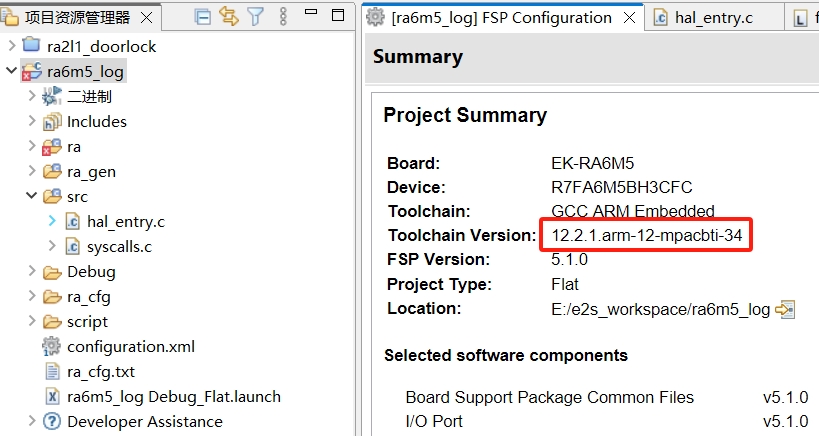 项目资源管理器
ra2l1_doorlock
ra6m5_log
二进制
Includes
ra
ra_gen
src
hal_entry.c
syscalls.c
Debug
ra_cfg
script
configuration.xml
ra_cfg.txt
ra6m5_log Debug_Flat.launch
Developer Assistance
[ra6m5_log] FSP Configuration
hal_entry.c
Summary
Project Summary
Board: EK-RA6M5
Device: R7FA6M5BH3CFC
Toolchain: GCC ARM Embedded
Toolchain Version: 12.2.1.arm-12-mpacbti-34
FSP Version: 5.1.0
Project Type: Flat
Location: E:/e2s_workspace/ra6m5_log
Selected software components
Board Support Package Common Files v5.1.0
I/O Port v5.1.0